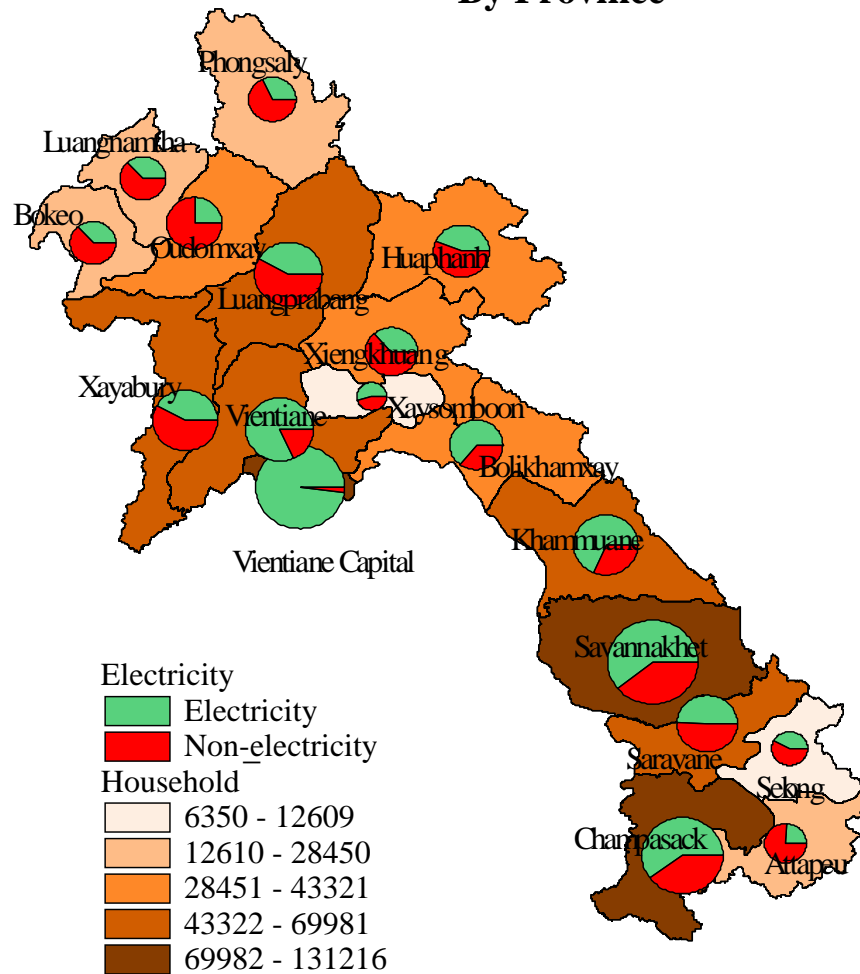 By Province
Phongsaly
Luangnamtha
Bokeo
Oudomxay
Huaphanh
Luangprabang
Xiengkhuang
Xayabury
Vientiane
Xaysomboon
Bolikhamxay
Vientiane Capital
Khammuane
Savannakhet
Saravane
Sekong
Champasack
Attapeu
Electricity
Electricity
Non-electricity
Household
6350 - 12609
12610 - 28450
28451 - 43321
43322 - 69981
69982 - 131216